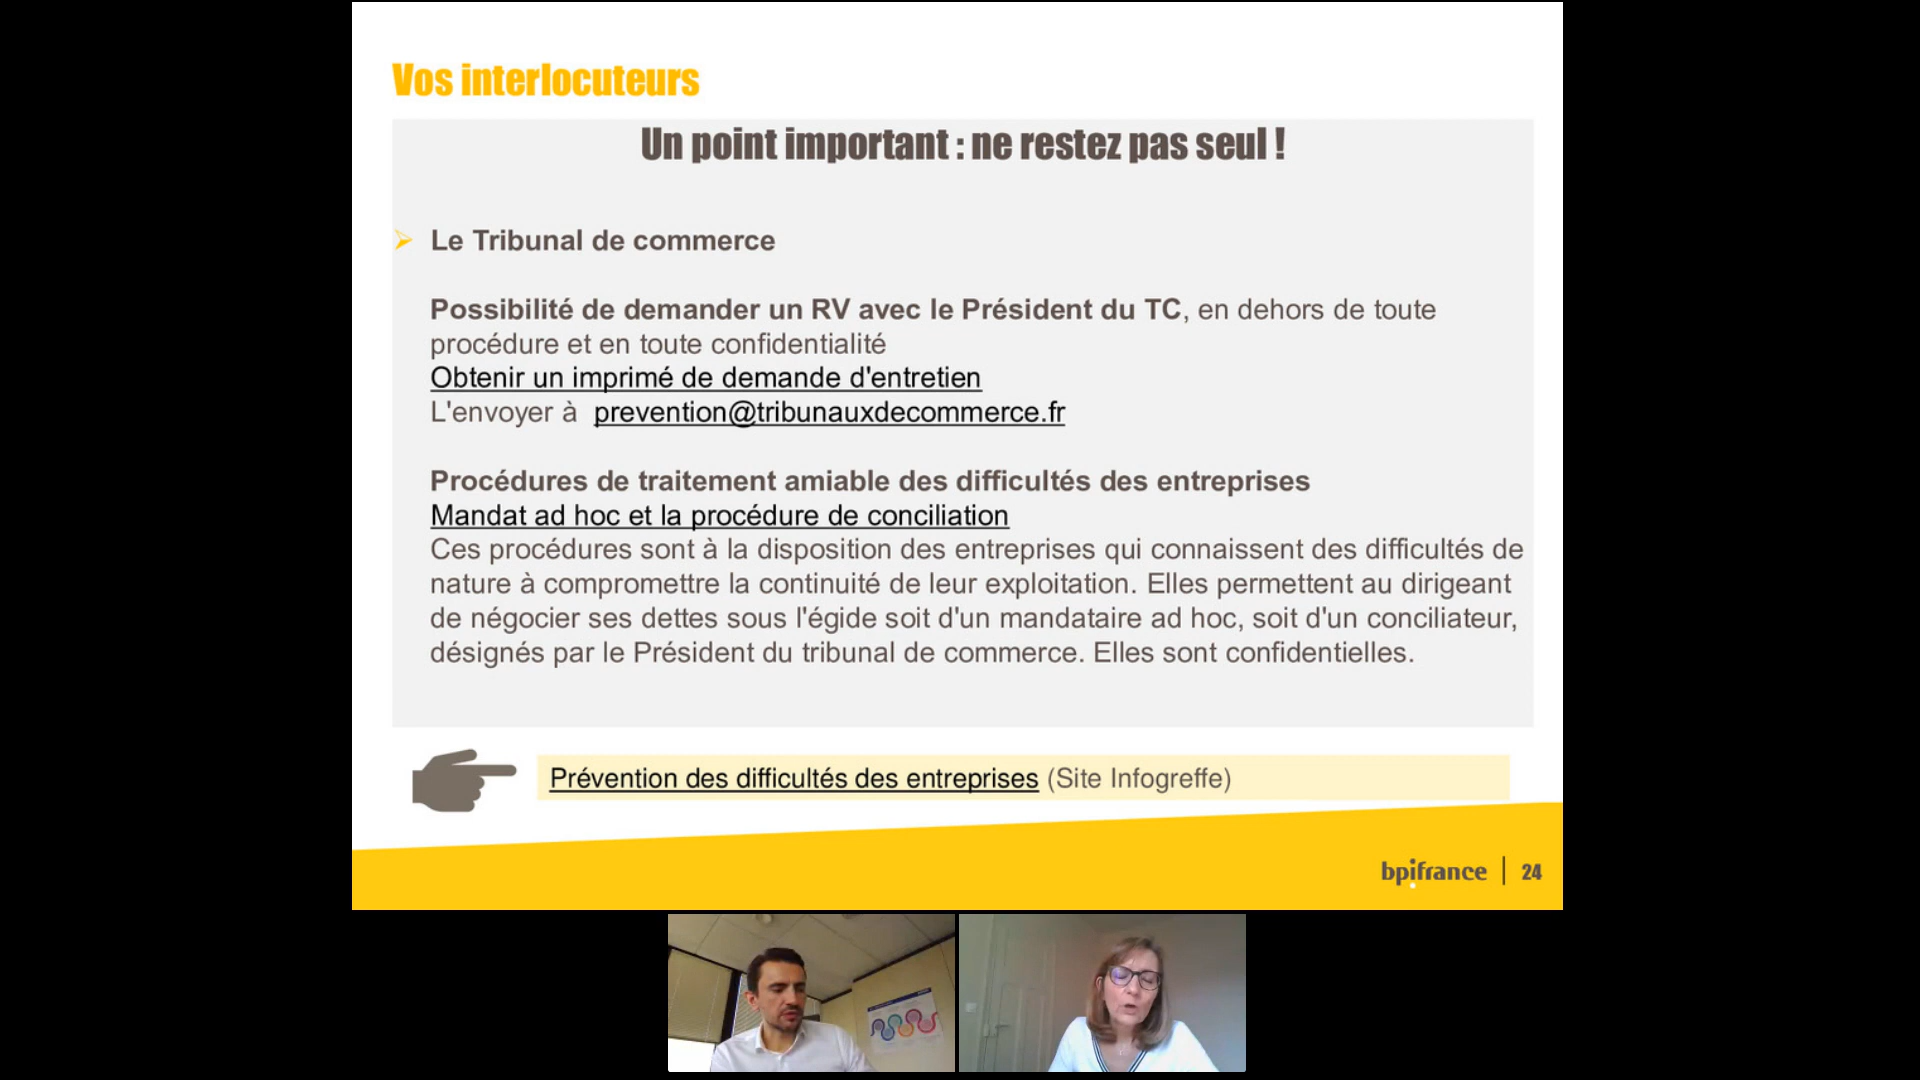 Vos interlocuteurs
Un point important : ne restez pas seul !
Le Tribunal de commerce
Possibilité de demander un RV avec le Président du TC, en dehors de toute
procédure et en toute confidentialité
Obtenir un imprimé de demande d'entretien
L'envoyer à prevention@tribunauxdecommerce.fr
Procédures de traitement amiable des difficultés des entreprises
Mandat ad hoc et la procédure de conciliation
Ces procédures sont à la disposition des entreprises qui connaissent des difficultés de
nature à compromettre la continuité de leur exploitation. Elles permettent au dirigeant
de négocier ses dettes sous l'égide soit d'un mandataire ad hoc, soit d'un conciliateur,
désignés par le Président du tribunal de commerce. Elles sont confidentielles.
Prévention des difficultés des entreprises (Site Infogreffe)
bpifrance | 24